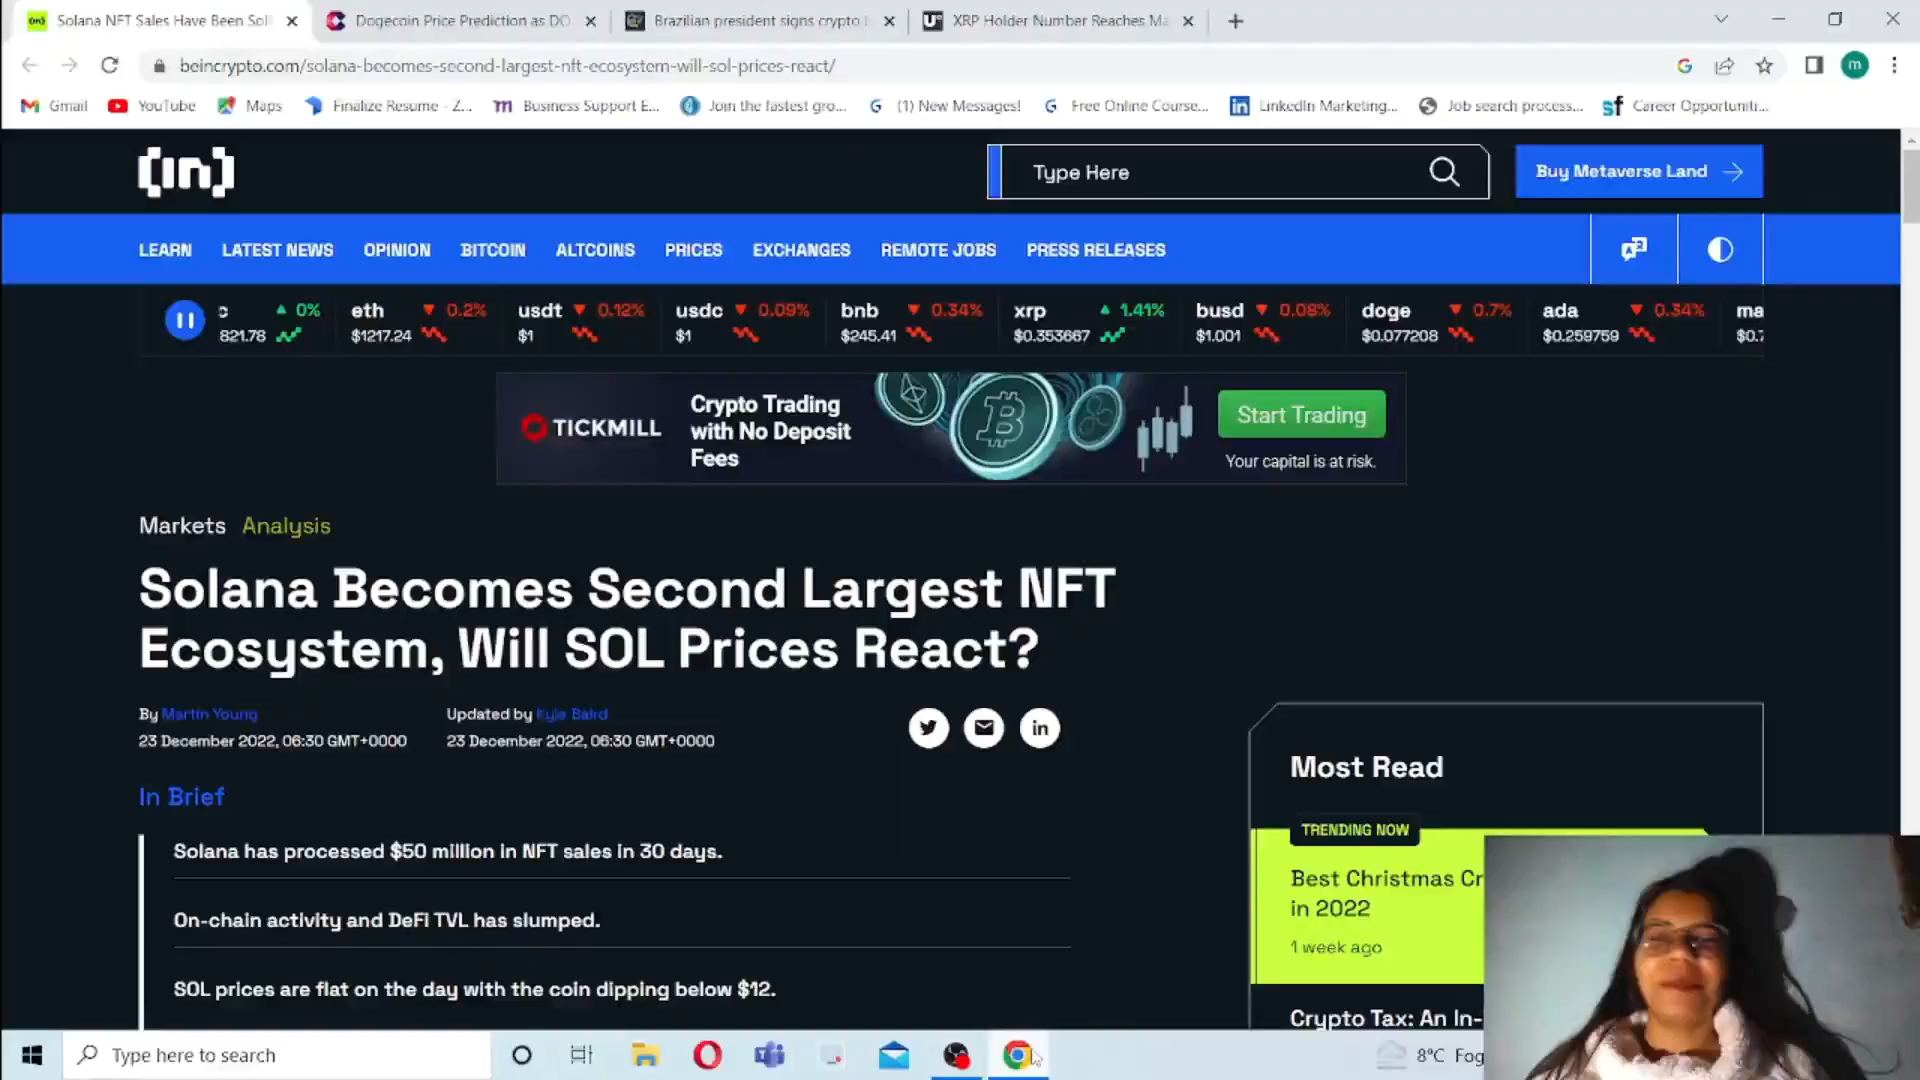 Solana NFT Sales Have Been Sol
Dogecoin Price Prediction as DO
Brazilian president signs crypto
XRP Holder Number Reaches Ma
beincrypto.com/solana-becomes-second-largest-nft-ecosystem-will-sol-prices-react/
m
Gmail
YouTube
Maps
Finalize Resume - Z...
Business Support E...
Join the fastest gro...
(1) New Messages!
Free Online Course...
LinkedIn Marketing...
Job search process...
Career Opportuniti...
[in]
Type Here
Buy Metaverse Land
LEARN
LATEST NEWS
OPINION
BITCOIN
ALTCOINS
PRICES
EXCHANGES
REMOTE JOBS
PRESS RELEASES
c ▲ 0%
821.78
eth ▼ 0.2%
$1217.24
usdt ▼ 0.12%
$1
usdc ▼ 0.09%
$1
bnb ▼ 0.34%
$245.41
xrp ▲ 1.41%
$0.353667
busd ▼ 0.08%
$1.001
doge ▼ 0.7%
$0.077208
ada ▼ 0.34%
$0.259759
ma
$0.7
TICKMILL
Crypto Trading
with No Deposit
Fees
Start Trading
Your capital is at risk.
Markets Analysis
Solana Becomes Second Largest NFT
Ecosystem, Will SOL Prices React?
By Martin Young
23 December 2022, 06:30 GMT+0000
Updated by Kyle Baird
23 December 2022, 06:30 GMT+0000
in
In Brief
Solana has processed $50 million in NFT sales in 30 days.
On-chain activity and DeFi TVL has slumped.
SOL prices are flat on the day with the coin dipping below $12.
Most Read
TRENDING NOW
Best Christmas Cr
in 2022
1 week ago
Crypto Tax: An In-
Type here to search
8°C Fog